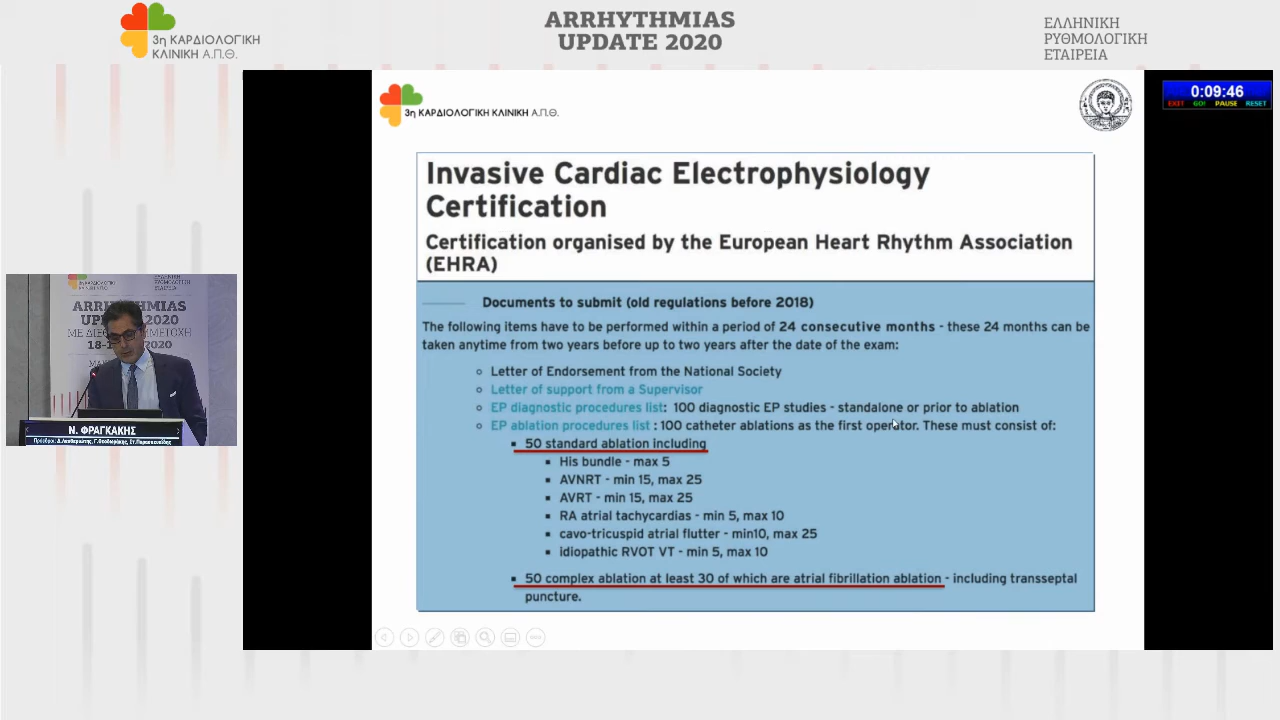 3η ΚΑΡΔΙΟΛΟΓΙΚΗ
ΚΛΙΝΙΚΗ Α.Π.Θ.
ARRHYTHMIAS
UPDATE 2020
ΕΛΛΗΝΙΚΗ
ΡΥΘΜΟΛΟΓΙΚΗ
ΕΤΑΙΡΕΙΑ
3η ΚΑΡΔΙΟΛΟΓΙΚΗ ΚΛΙΝΙΚΗ Α.Π.Θ.
0:09:46
EXIT GO! PAUSE RESET
Invasive Cardiac Electrophysiology
Certification
Certification organised by the European Heart Rhythm Association
(EHRA)
Documents to submit (old regulations before 2018)
The following items have to be performed within a period of 24 consecutive months - these 24 months can be
taken anytime from two years before up to two years after the date of the exam:
Letter of Endorsement from the National Society
Letter of support from a Supervisor
EP diagnostic procedures list: 100 diagnostic EP studies - standalone or prior to ablation
EP ablation procedures list : 100 catheter ablations as the first operator. These must consist of:
50 standard ablation including
His bundle - max 5
AVNRT - min 15, max 25
AVRT - min 15, max 25
RA atrial tachycardias - min 5, max 10
cavo-tricuspid atrial flutter - min10, max 25
idiopathic RVOT VT - min 5, max 10
50 complex ablation at least 30 of which are atrial fibrillation ablation - including transseptal
puncture.
ARRHYTHMIAS
2020
Ν. ΦΡΑΓΚΑΚΗΣ